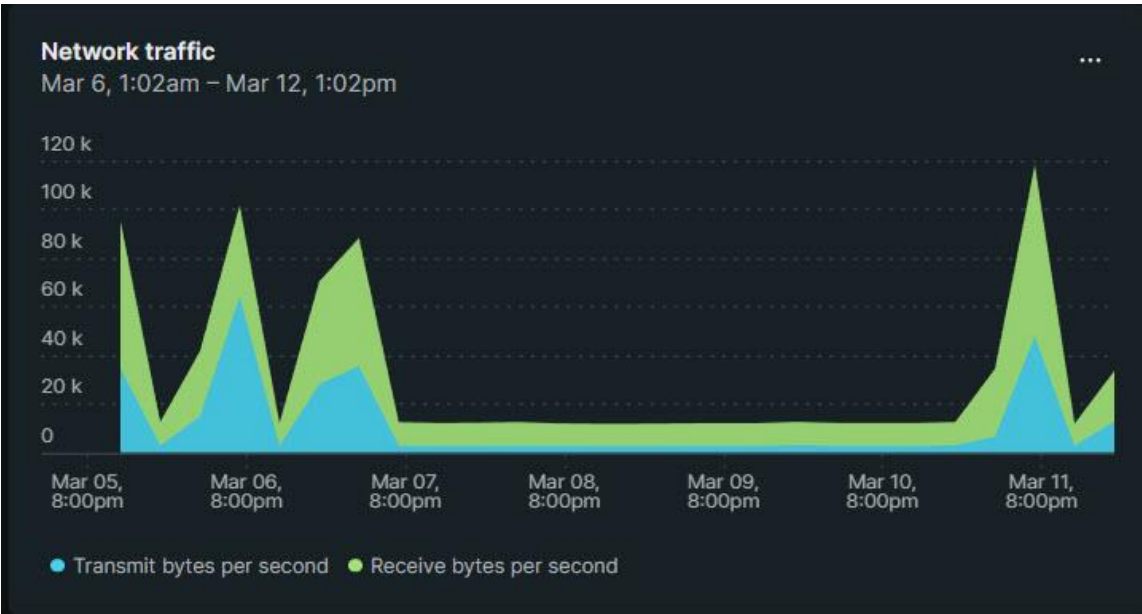 Network traffic
...
Mar 6, 1:02am – Mar 12, 1:02pm
120 k
100 k
80 k
60 k
40 k
20 k
0
Mar 05, Mar 06, Mar 07, Mar 08, Mar 09, Mar 10, Mar 11,
8:00pm 8:00pm 8:00pm 8:00pm 8:00pm 8:00pm 8:00pm
Transmit bytes per second Receive bytes per second